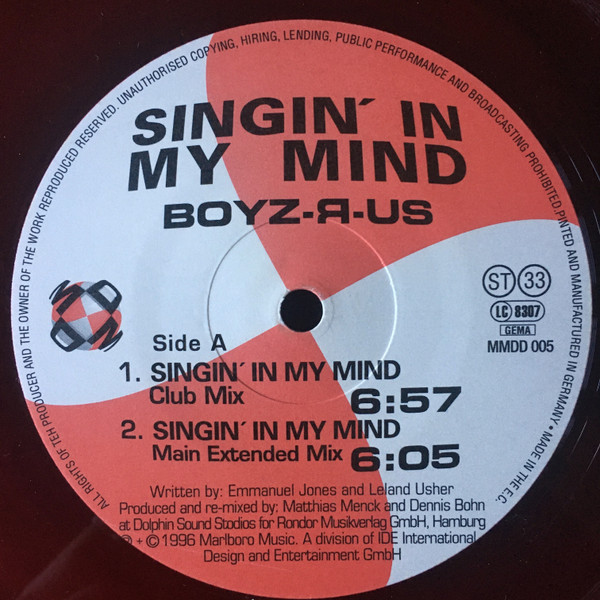 ALL RIGHTS OF TEH PRODUCER AND THE OWNER OF THE WORK REPRODUCED RESERVED. UNAUTHORISED COPYING, HIRING, LENDING, PUBLIC PERFORMANCE AND BROADCASTING PROHIBITED.PINTED AND MANUFACTURED IN GERMANY • MADE IN THE E.C.
SINGIN´ IN
MY MIND
BOYZ-Я-US
MDMD
ST 33
LC 8307
GEMA
MMDD 005
Side A
1. SINGIN´ IN MY MIND
Club Mix 6:57
2. SINGIN´ IN MY MIND
Main Extended Mix 6:05
Written by: Emmanuel Jones and Leland Usher
Produced and re-mixed by: Matthias Menck and Dennis Bohn
at Dolphin Sound Stodios for Rondor Musikverlag GmbH, Hamburg
℗ + © 1996 Marlboro Music. A division of IDE International
Design and Entertainment GmbH